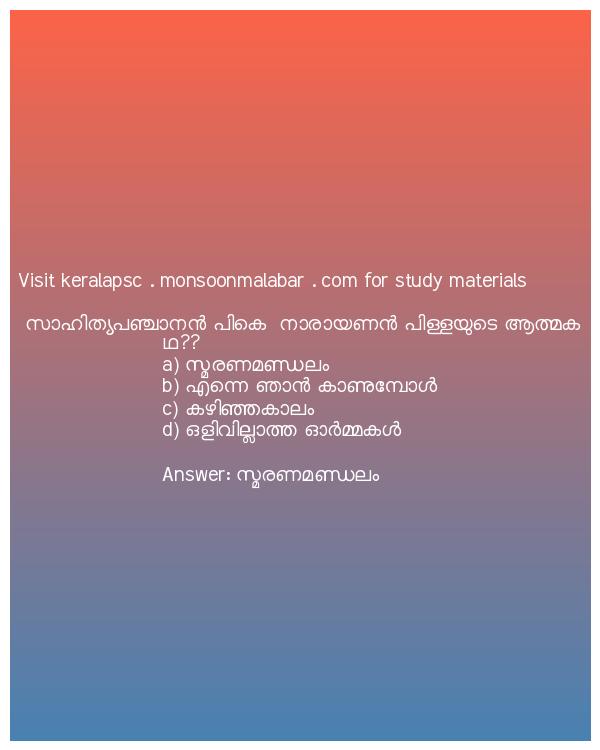 Visit keralapsc . monsoonmalabar . com for study materials
സാഹിത്യപഞ്ചാനൻ പികെ  നാരായണൻ പിള്ളയുടെ ആത്മക
ഥ??
a) സ്മരണമണ്ഡലം
b) എന്നെ ഞാൻ കാണുമ്പോൾ
c) കഴിഞ്ഞകാലം
d) ഒളിവില്ലാത്ത ഓർമ്മകൾ
Answer: സ്മരണമണ്ഡലം